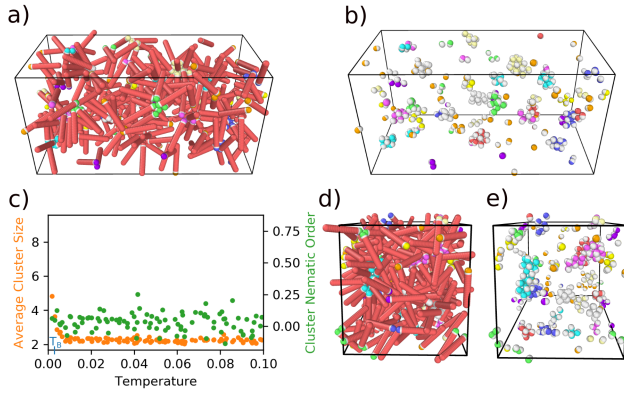 a)
b)
c)
Average Cluster Size
8
6
4
2
0.75
0.50
0.25
0.00
Cluster Nematic Order
T_B
0.00 0.02 0.04 0.06 0.08 0.10
Temperature
d)
e)